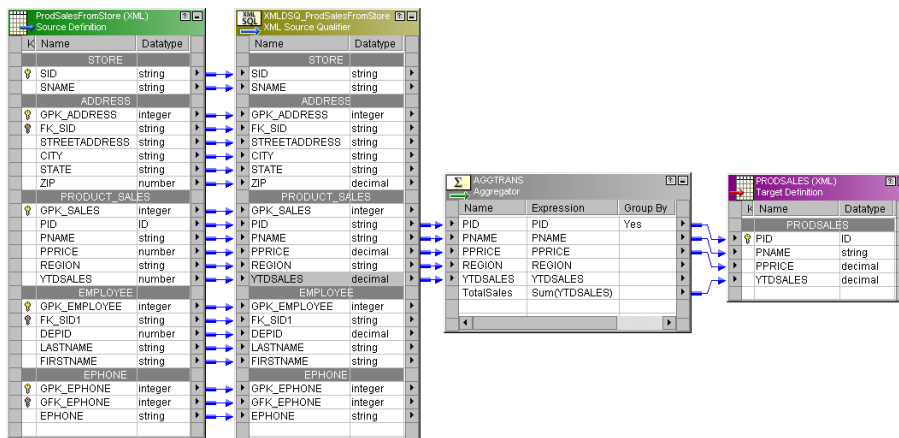 ProdSalesFromStore (XML)
Source Definition
K Name Datatype
STORE
SID string
SNAME string
ADDRESS
GPK_ADDRESS integer
FK_SID string
STREETADDRESS string
CITY string
STATE string
ZIP number
PRODUCT_SALES
GPK_SALES integer
PID ID
PNAME string
PPRICE number
REGION string
YTDSALES number
EMPLOYEE
GPK_EMPLOYEE integer
FK_SID1 string
DEPID number
LASTNAME string
FIRSTNAME string
EPHONE
GPK_EPHONE integer
GFK_EPHONE integer
EPHONE string
XML
SQL
XMLDSQ_ProdSalesFromStore
XML Source Qualifier
Name Datatype
STORE
SID string
SNAME string
ADDRESS
GPK_ADDRESS integer
FK_SID string
STREETADDRESS string
CITY string
STATE string
ZIP decimal
PRODUCT_SALES
GPK_SALES integer
PID string
PNAME string
PPRICE decimal
REGION string
YTDSALES decimal
EMPLOYEE
GPK_EMPLOYEE integer
FK_SID1 string
DEPID decimal
LASTNAME string
FIRSTNAME string
EPHONE
GPK_EPHONE integer
GFK_EPHONE integer
EPHONE string
Σ AGGTRANS
Aggregator
Name Expression Group By
PID PID Yes
PNAME PNAME
PPRICE PPRICE
REGION REGION
YTDSALES YTDSALES
TotalSales Sum(YTDSALES)
PRODSALES (XML)
Target Definition
K Name Datatype
PRODSALES
PID ID
PNAME string
PPRICE decimal
YTDSALES decimal